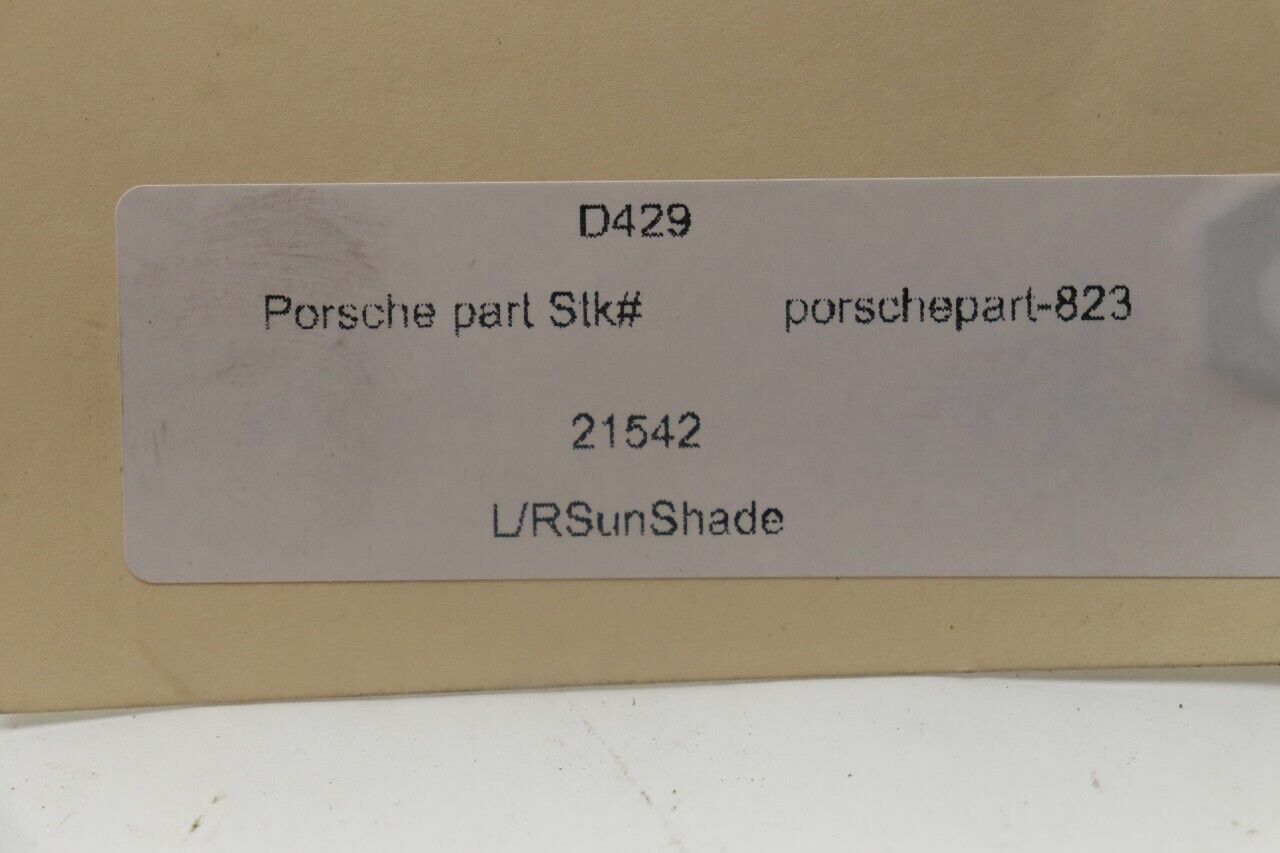 D429
Porsche part Stk# porschepart-823
21542
L/RSunShade